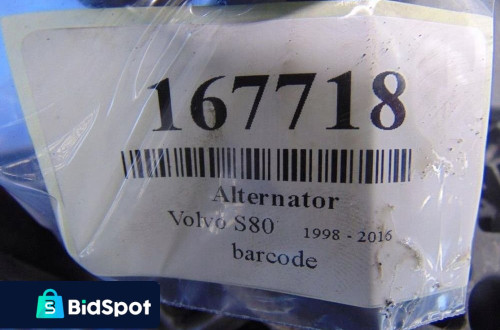 167718
Alternator
Volvo S80 1998 - 2016
barcode
S
BidSpot